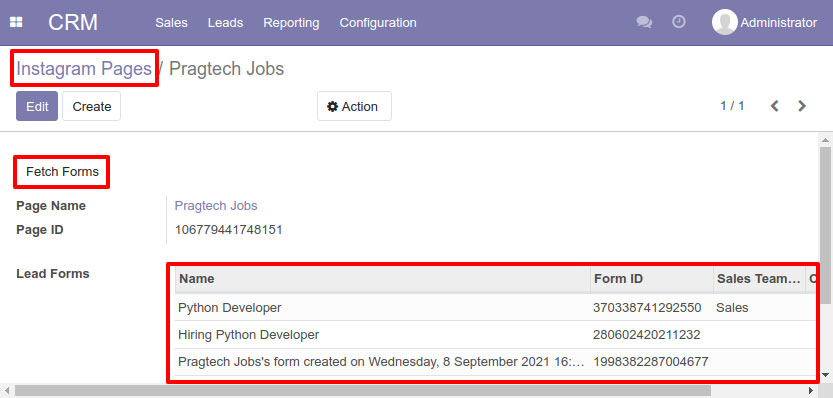 CRM Sales Leads Reporting Configuration Administrator
Instagram Pages / Pragtech Jobs
Edit Create Action 1 / 1
Fetch Forms
Page Name Pragtech Jobs
Page ID 106779441748151
Lead Forms
Name Form ID Sales Team...
Python Developer 370338741292550 Sales
Hiring Python Developer 280602420211232
Pragtech Jobs's form created on Wednesday, 8 September 2021 16:... 1998382287004677